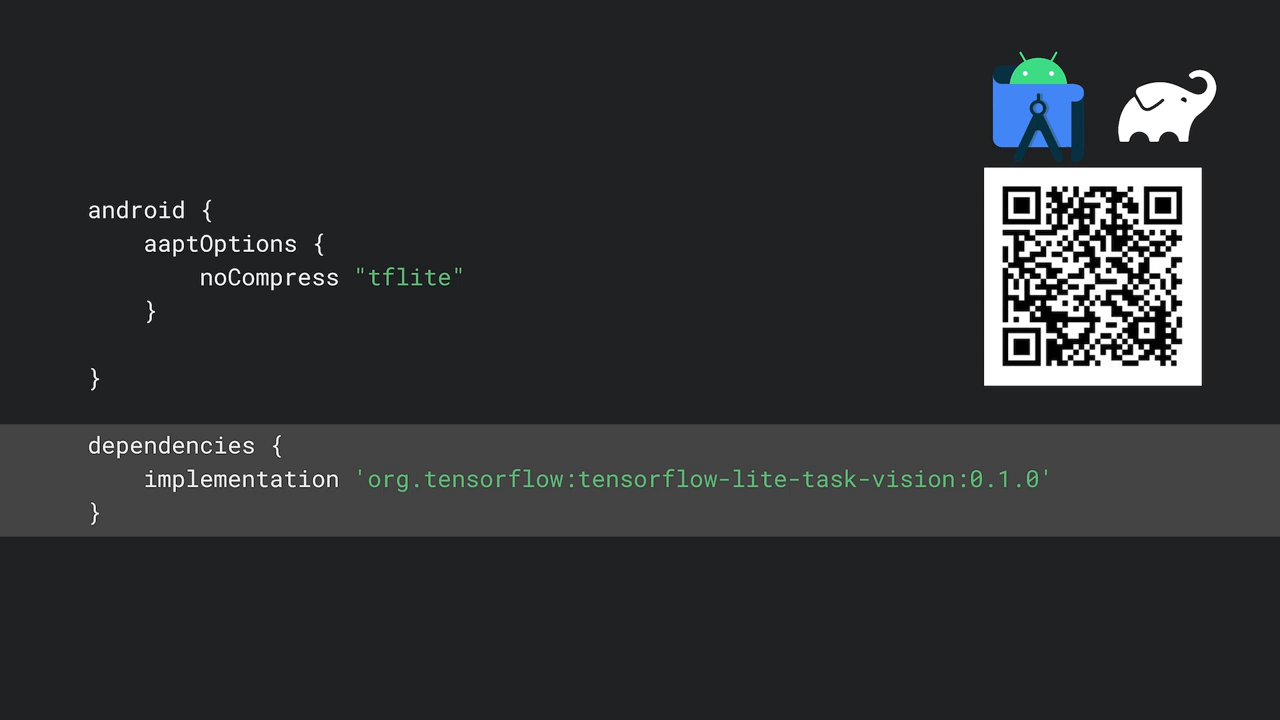 android {
    aaptOptions {
        noCompress "tflite"
    }
}
dependencies {
    implementation 'org.tensorflow:tensorflow-lite-task-vision:0.1.0'
}